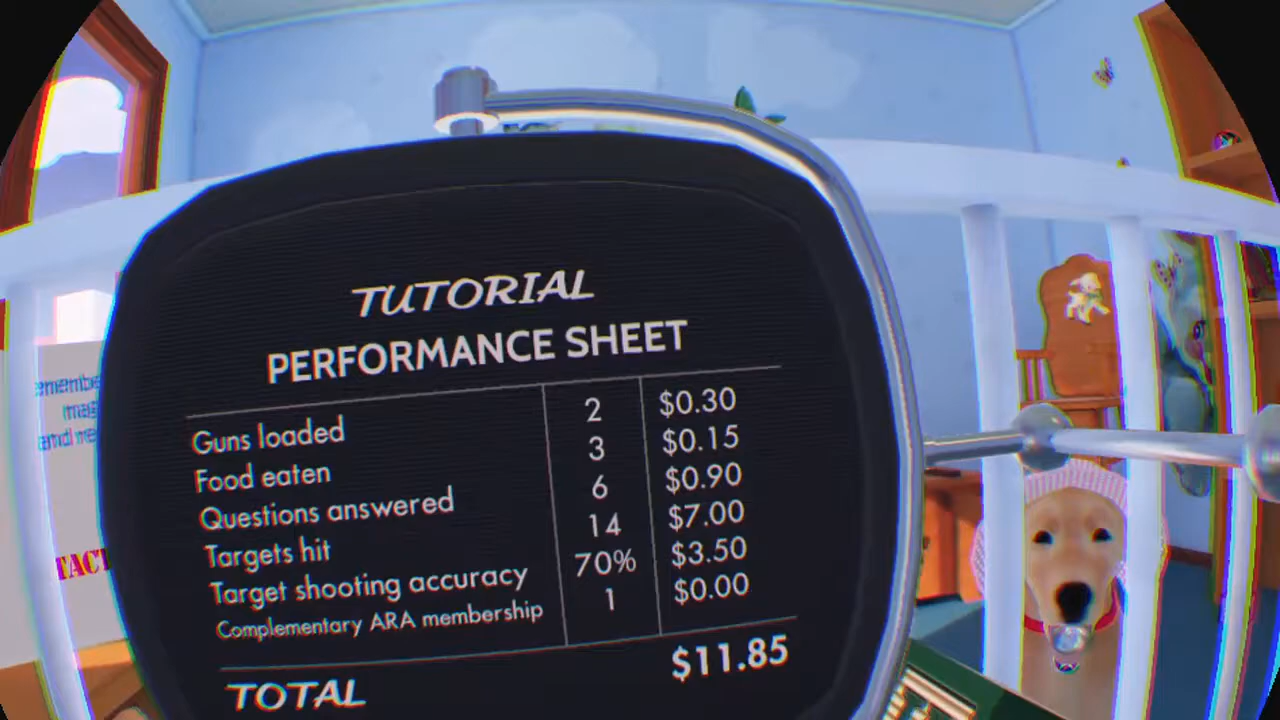 TUTORIAL
PERFORMANCE SHEET
Guns loaded 2 $0.30
Food eaten 3 $0.15
Questions answered 6 $0.90
Targets hit 14 $7.00
Target shooting accuracy 70% $3.50
Complementary ARA membership 1 $0.00
TOTAL $11.85